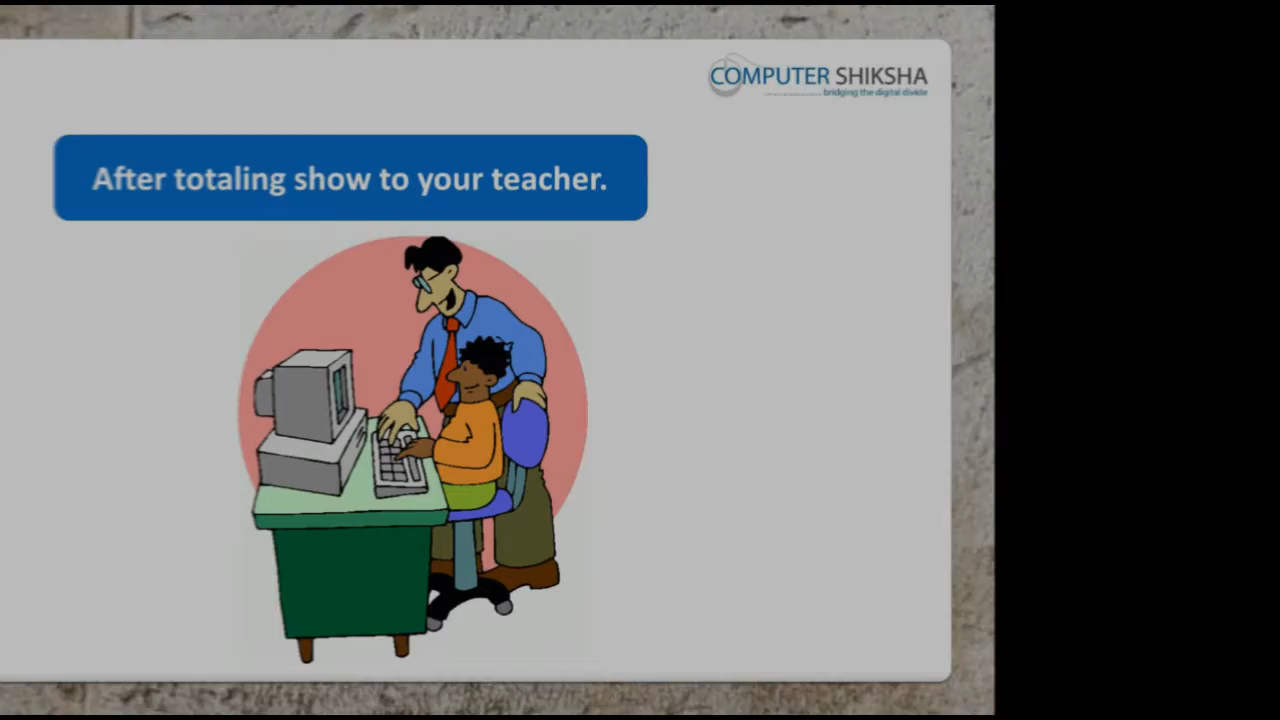 COMPUTER SHIKSHA
bridging the digital divide
After totaling show to your teacher.